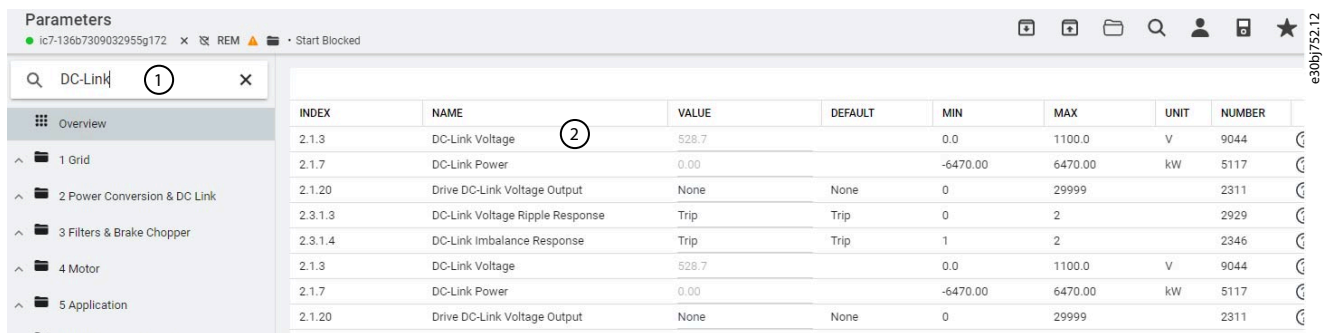 Parameters
ic7-136b7309032955g172 REM • Start Blocked
e30bj752.12
DC-Link 1
Overview
1 Grid
2 Power Conversion & DC Link
3 Filters & Brake Chopper
4 Motor
5 Application
INDEX NAME VALUE DEFAULT MIN MAX UNIT NUMBER
2.1.3 DC-Link Voltage 2 528.7 0.0 1100.0 V 9044
2.1.7 DC-Link Power 0.00 -6470.00 6470.00 kW 5117
2.1.20 Drive DC-Link Voltage Output None None 0 29999 2311
2.3.1.3 DC-Link Voltage Ripple Response Trip Trip 0 2 2929
2.3.1.4 DC-Link Imbalance Response Trip Trip 1 2 2346
2.1.3 DC-Link Voltage 528.7 0.0 1100.0 V 9044
2.1.7 DC-Link Power 0.00 -6470.00 6470.00 kW 5117
2.1.20 Drive DC-Link Voltage Output None None 0 29999 2311